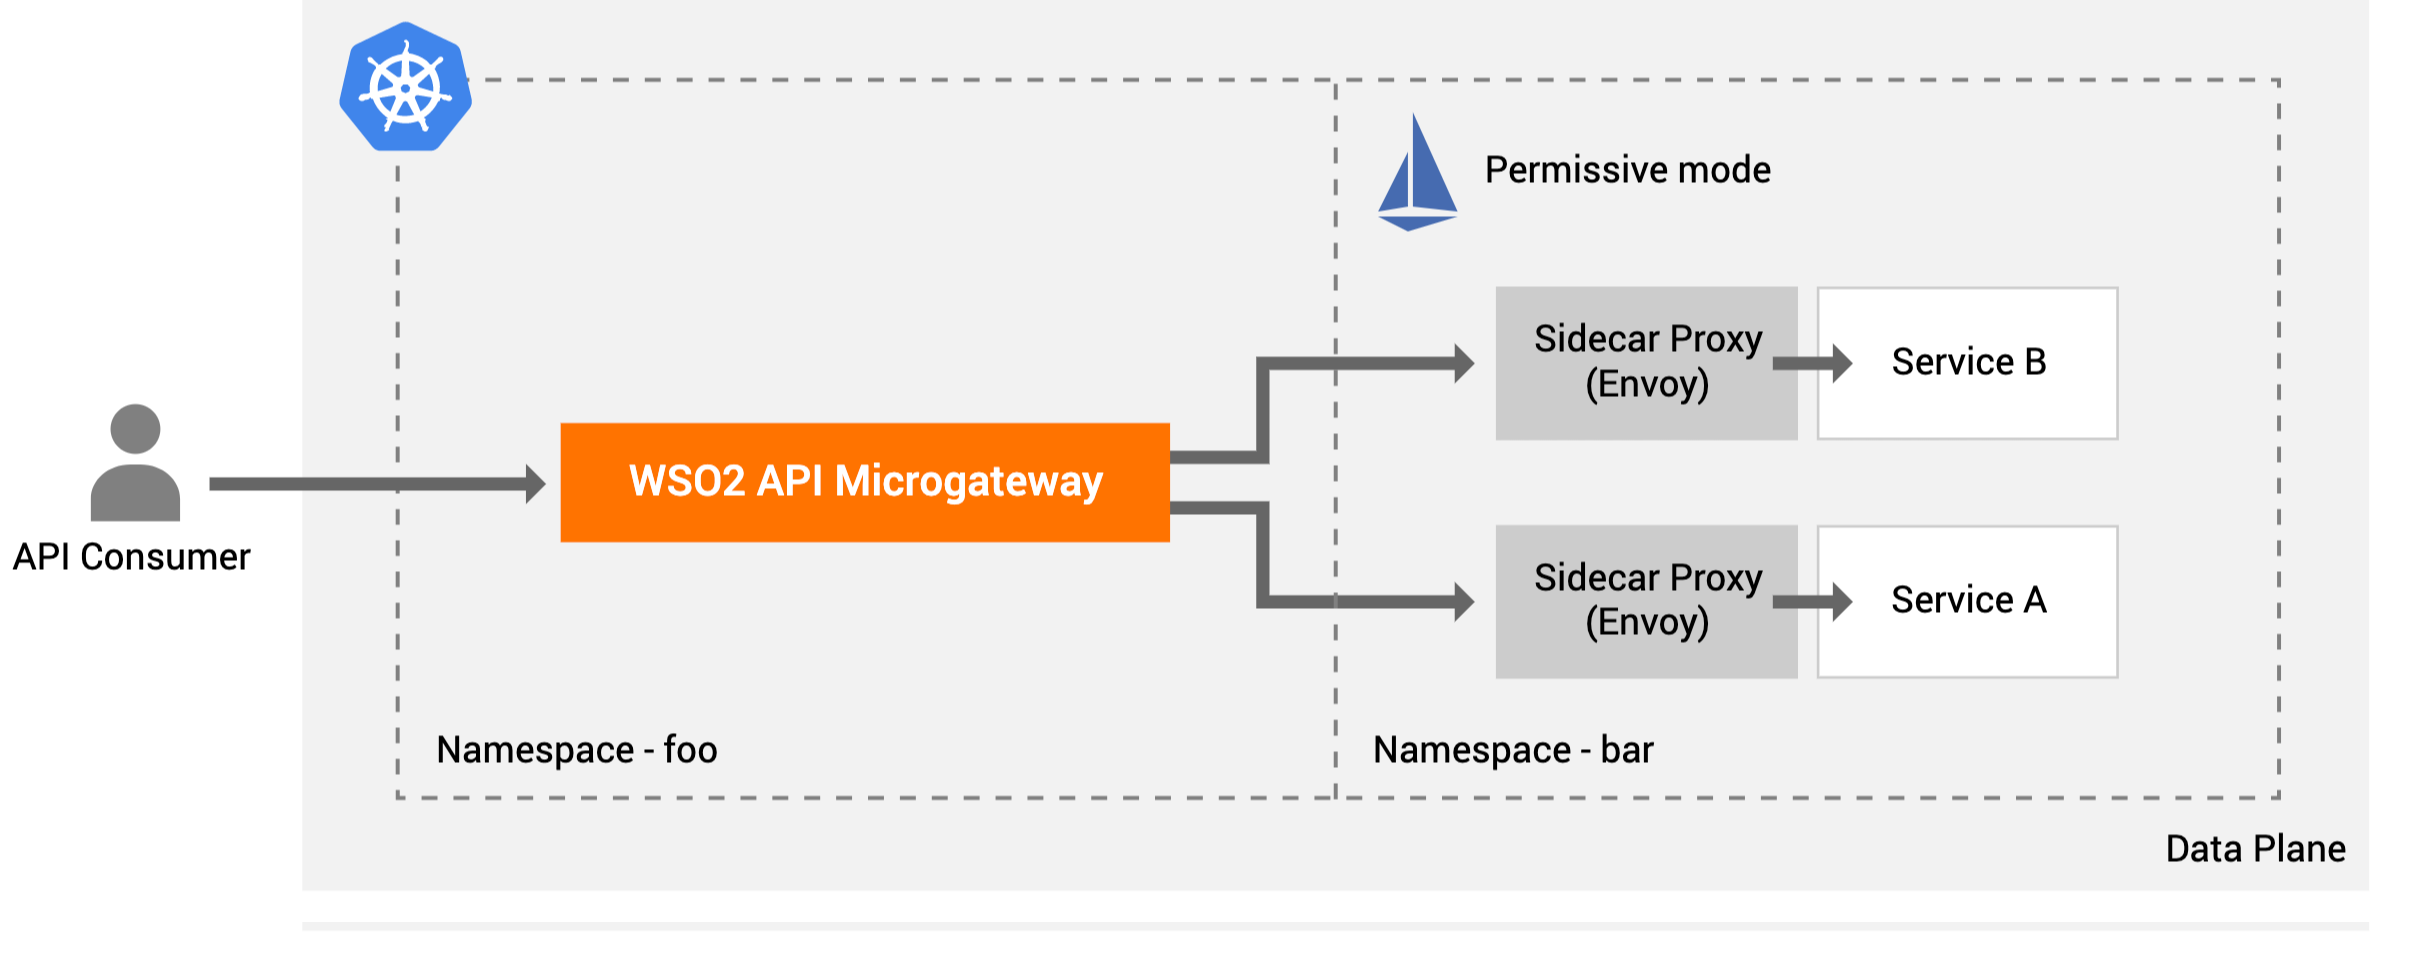 Permissive mode
Sidecar Proxy
(Envoy)
Service B
WSO2 API Microgateway
API Consumer
Sidecar Proxy
(Envoy)
Service A
Namespace - foo
Namespace - bar
Data Plane